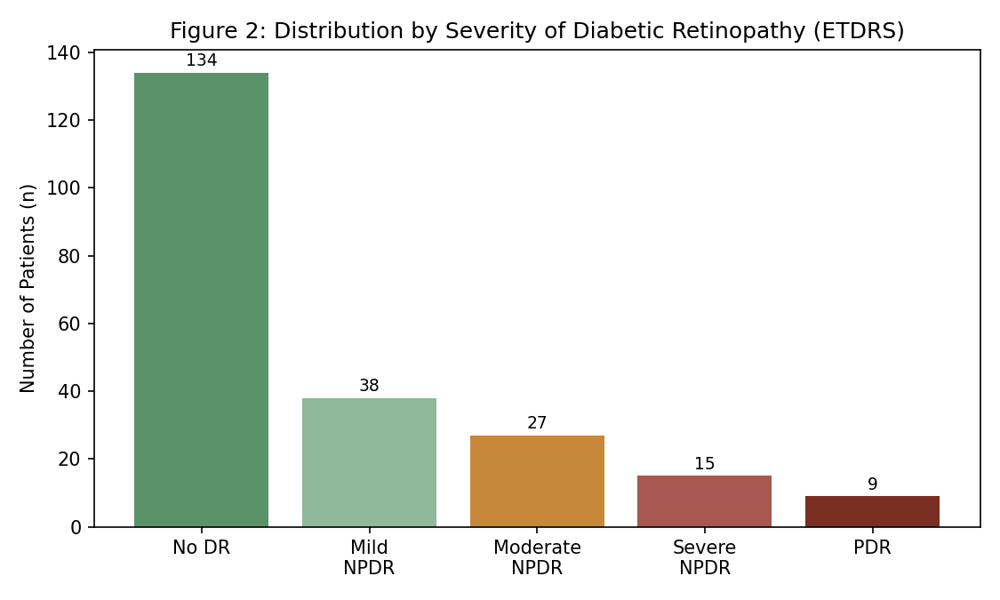 Figure 2: Distribution by Severity of Diabetic Retinopathy (ETDRS)
Number of Patients (n)
140
120
100
80
60
40
20
0
134
38
27
15
9
No DR
Mild
NPDR
Moderate
NPDR
Severe
NPDR
PDR